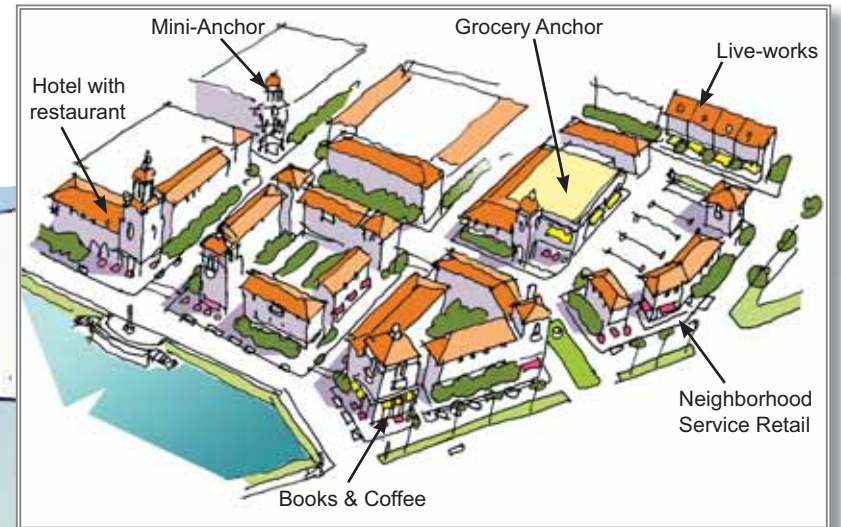 Mini-Anchor
Grocery Anchor
Live-works
Hotel with
restaurant
Neighborhood
Service Retail
Books & Coffee